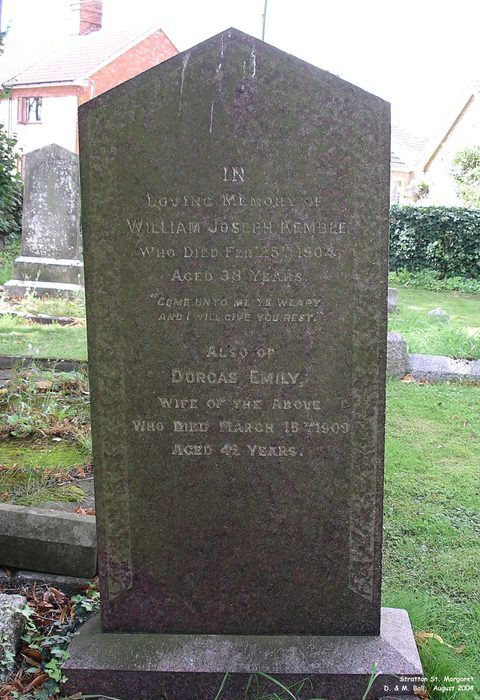 IN
LOVING MEMORY OF
WILLIAM JOSEPH KEMBLE
WHO DIED FEB 25TH 1904,
AGED 38 YEARS.
"COME UNTO ME YE WEARY
AND I WILL GIVE YOU REST."
ALSO OF
DORCAS EMILY,
WIFE OF THE ABOVE
WHO DIED MARCH 18TH 1909
AGED 42 YEARS.
Stratton St. Margaret
D. & M. Ball August 2004